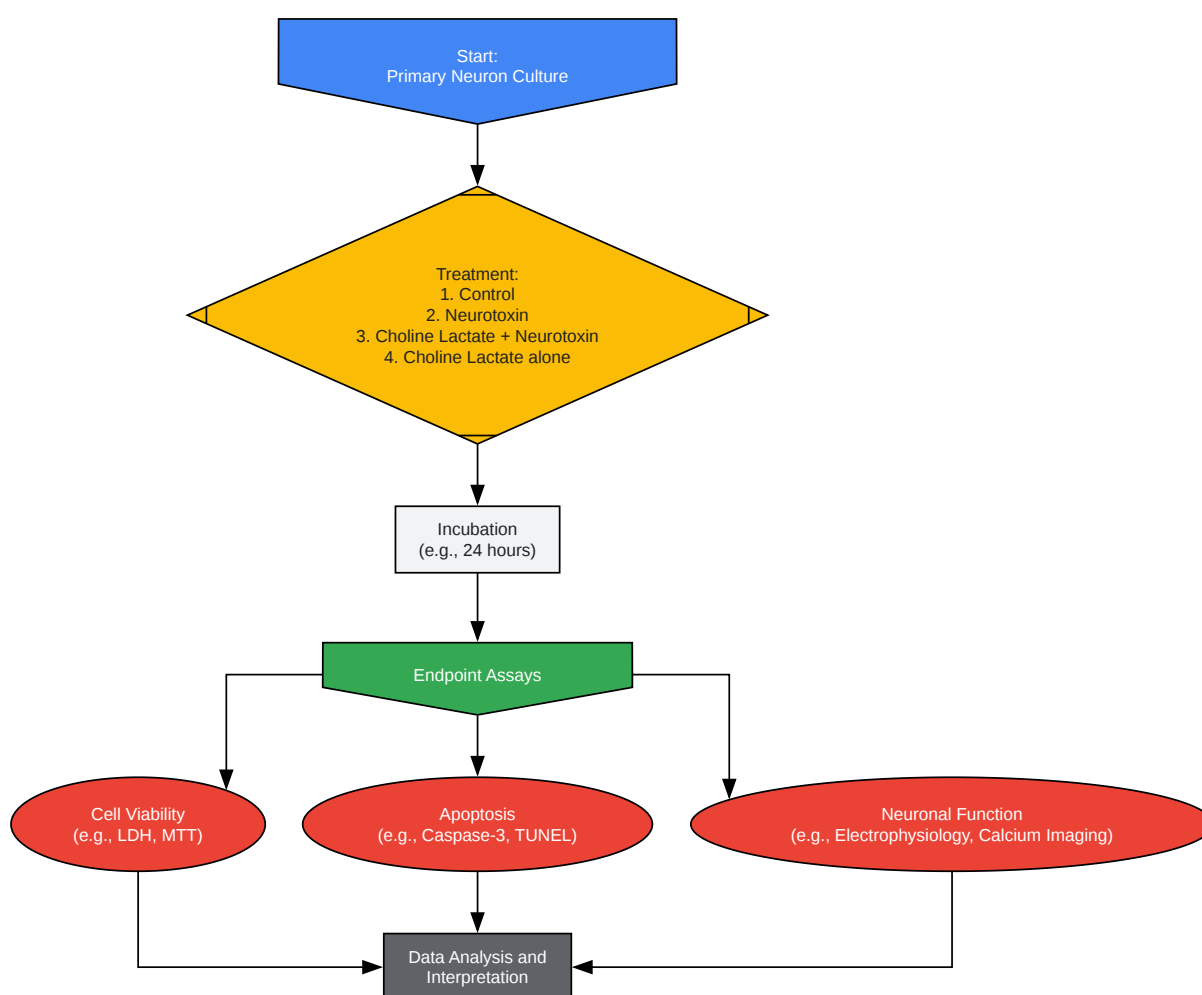 Start:
Primary Neuron Culture
Treatment:
1. Control
2. Neurotoxin
3. Choline Lactate + Neurotoxin
4. Choline Lactate alone
Incubation
(e.g., 24 hours)
Endpoint Assays
Cell Viability
(e.g., LDH, MTT)
Apoptosis
(e.g., Caspase-3, TUNEL)
Neuronal Function
(e.g., Electrophysiology, Calcium Imaging)
Data Analysis and
Interpretation